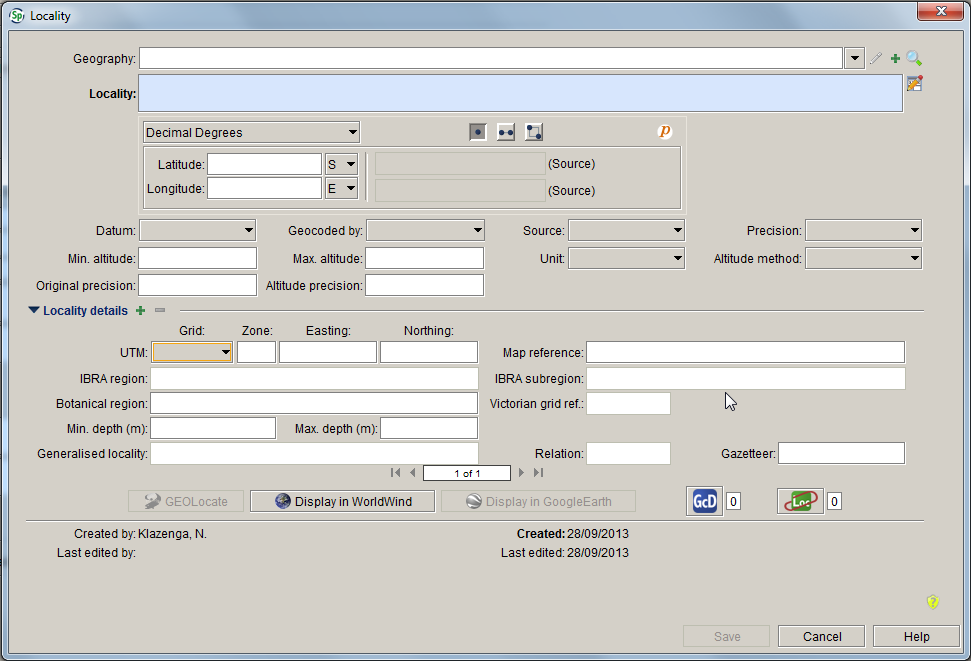 Sp Locality
Geography:
Locality:
Decimal Degrees
p
Latitude: S (Source)
Longitude: E (Source)
Datum: Geocoded by: Source: Precision:
Min. altitude: Max. altitude: Unit: Altitude method:
Original precision: Altitude precision:
Locality details
Grid: Zone: Easting: Northing:
UTM: Map reference:
IBRA region: IBRA subregion:
Botanical region: Victorian grid ref.:
Min. depth (m): Max. depth (m):
Generalised locality: Relation: Gazetteer:
1 of 1
GEOLocate Display in WorldWind Display in GoogleEarth GcD 0 Loc 0
Created by: Klazenga, N. Created: 28/09/2013
Last edited by: Last edited: 28/09/2013
?
Save Cancel Help